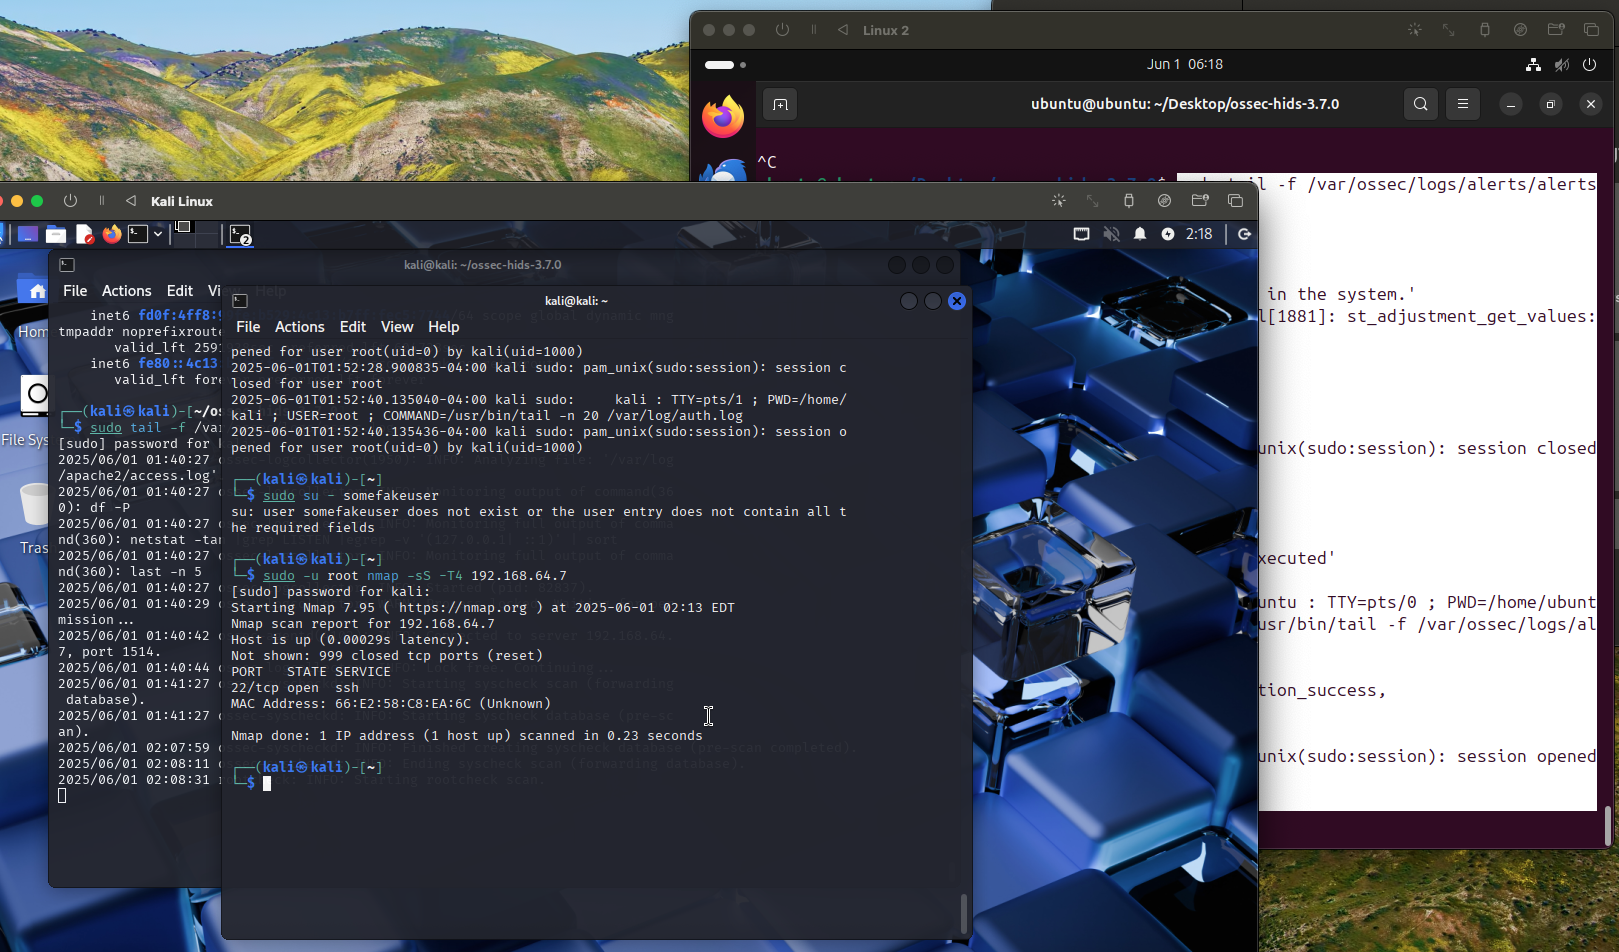 Linux 2
Jun 1 06:18
ubuntu@ubuntu: ~/Desktop/ossec-hids-3.7.0
^C
tail -f /var/ossec/logs/alerts/alerts
in the system.'
l[1881]: st_adjustment_get_values:
unix(sudo:session): session closed
xecuted'
untu : TTY=pts/0 ; PWD=/home/ubunt
usr/bin/tail -f /var/ossec/logs/al
tion_success,
unix(sudo:session): session opened
Kali Linux
2
2:18
Home
File Sys
Tras
kali@kali: ~/ossec-hids-3.7.0
File Actions Edit View Help
inet6 fd0f:4ff8:9
tmpaddr noprefixroute
valid_lft 259
inet6 fe80::4c13
valid_lft fore
(kali㉿kali)-[~/os
$ sudo tail -f /var
[sudo] password for k
2025/06/01 01:40:27
/apache2/access.log'
2025/06/01 01:40:27
0): df -P
2025/06/01 01:40:27
nd(360): netstat -tan
2025/06/01 01:40:27
nd(360): last -n 5
2025/06/01 01:40:27
2025/06/01 01:40:29
mission...
2025/06/01 01:40:42
7, port 1514.
2025/06/01 01:40:44
2025/06/01 01:41:27
database).
2025/06/01 01:41:27
an).
2025/06/01 02:07:59
2025/06/01 02:08:11
2025/06/01 02:08:31
kali@kali: ~
File Actions Edit View Help
pened for user root(uid=0) by kali(uid=1000)
2025-06-01T01:52:28.900835-04:00 kali sudo: pam_unix(sudo:session): session c
losed for user root
2025-06-01T01:52:40.135040-04:00 kali sudo:     kali : TTY=pts/1 ; PWD=/home/
kali ; USER=root ; COMMAND=/usr/bin/tail -n 20 /var/log/auth.log
2025-06-01T01:52:40.135436-04:00 kali sudo: pam_unix(sudo:session): session o
pened for user root(uid=0) by kali(uid=1000)
(kali㉿kali)-[~]
$ sudo su - somefakeuser
su: user somefakeuser does not exist or the user entry does not contain all t
he required fields
(kali㉿kali)-[~]
$ sudo -u root nmap -sS -T4 192.168.64.7
[sudo] password for kali:
Starting Nmap 7.95 ( https://nmap.org ) at 2025-06-01 02:13 EDT
Nmap scan report for 192.168.64.7
Host is up (0.00029s latency).
Not shown: 999 closed tcp ports (reset)
PORT   STATE SERVICE
22/tcp open  ssh
MAC Address: 66:E2:58:C8:EA:6C (Unknown)
Nmap done: 1 IP address (1 host up) scanned in 0.23 seconds
(kali㉿kali)-[~]
$